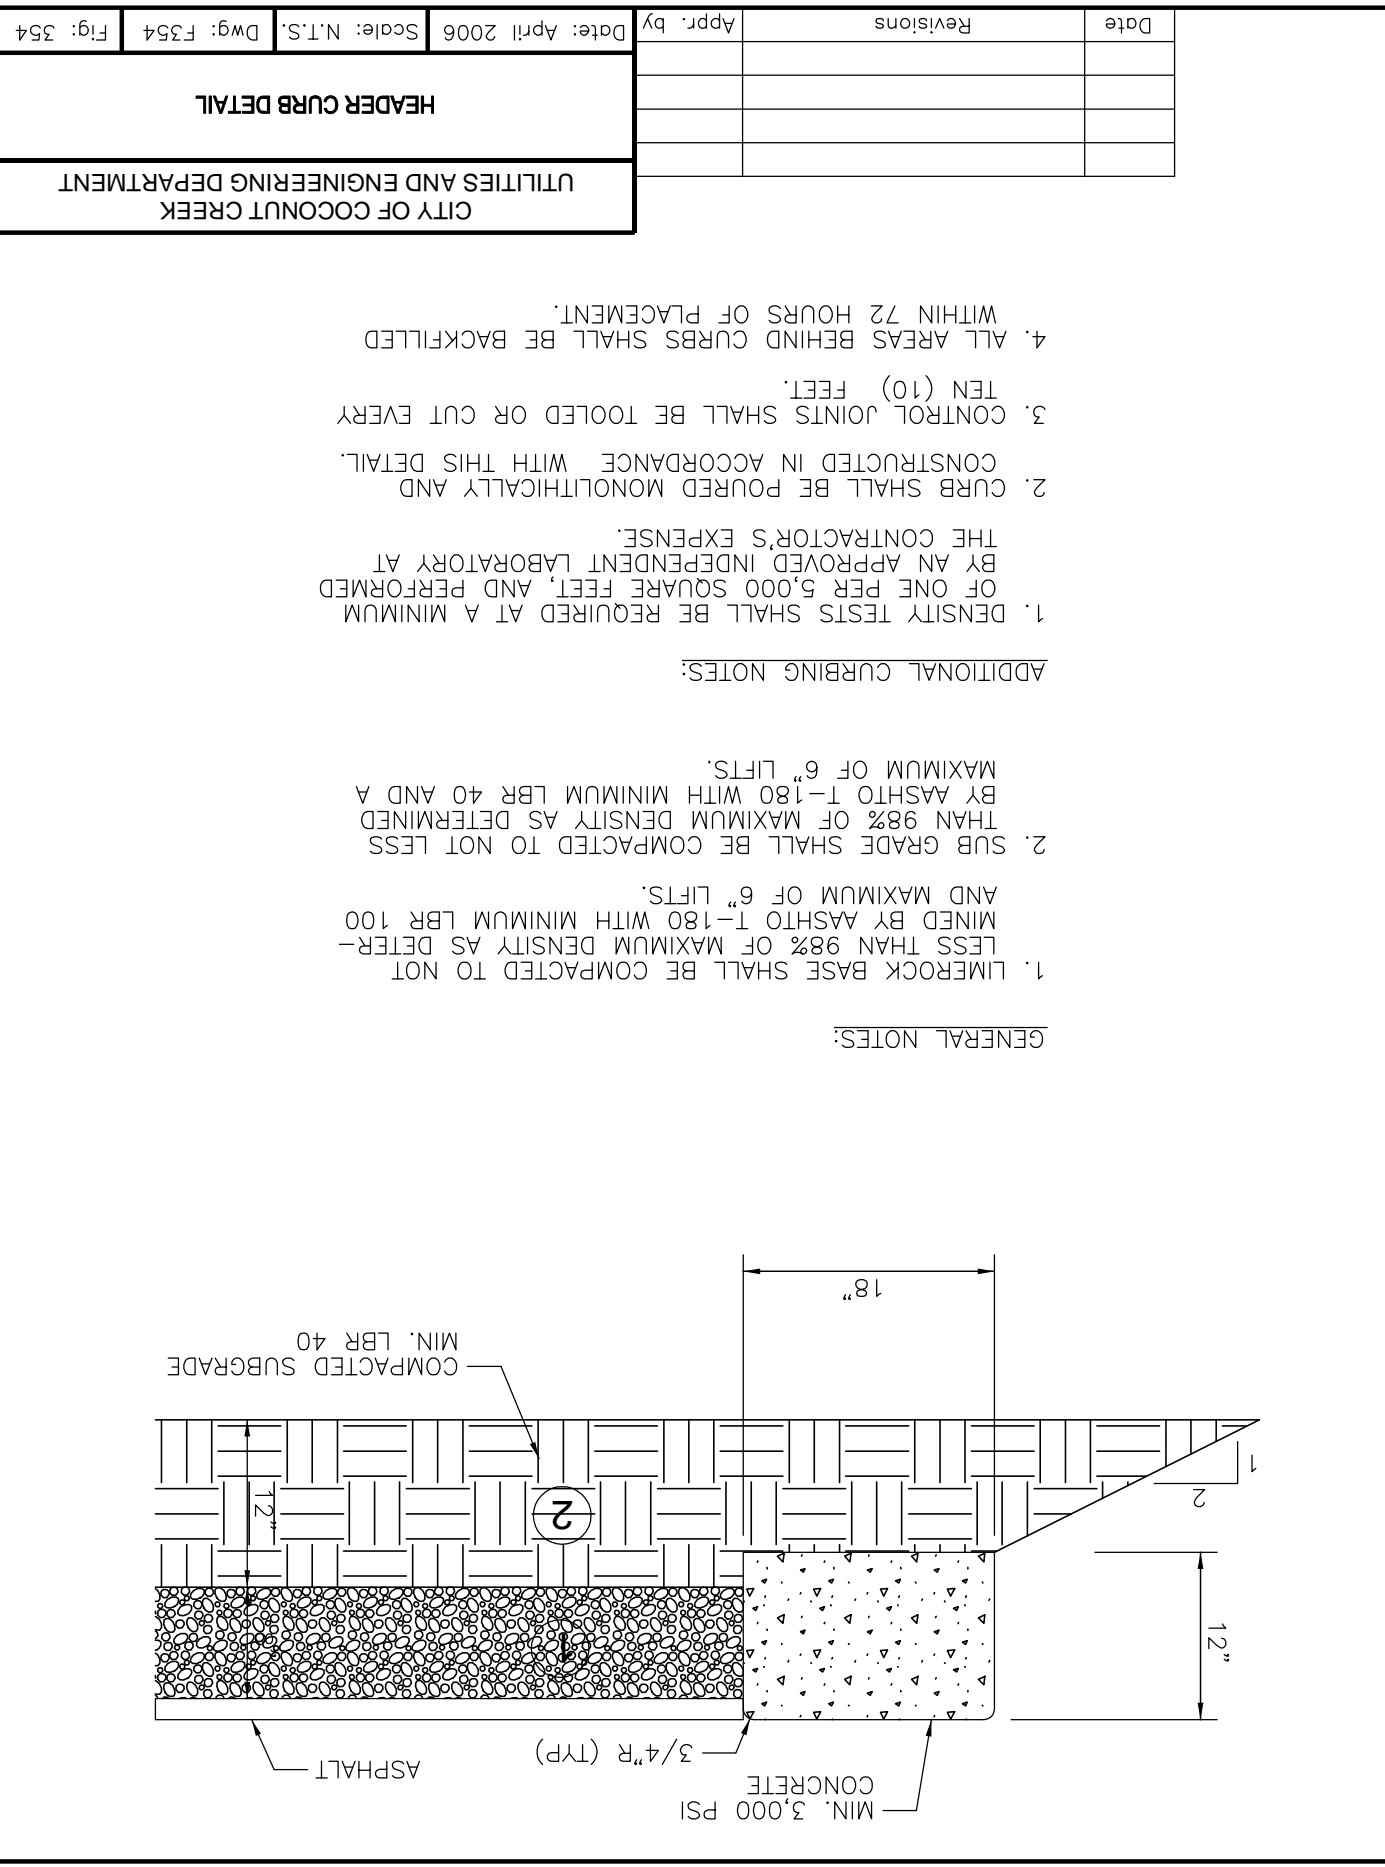 MIN. 3,000 PSI
CONCRETE
3/4"R (TYP)
ASPHALT
12"
1
2
1
12"
2
COMPACTED SUBGRADE
MIN. LBR 40
18"
GENERAL NOTES:
1. LIMEROCK BASE SHALL BE COMPACTED TO NOT
LESS THAN 98% OF MAXIMUM DENSITY AS DETER-
MINED BY AASHTO T-180 WITH MINIMUM LBR 100
AND MAXIMUM OF 6" LIFTS.
2. SUB GRADE SHALL BE COMPACTED TO NOT LESS
THAN 98% OF MAXIMUM DENSITY AS DETERMINED
BY AASHTO T-180 WITH MINIMUM LBR 40 AND A
MAXIMUM OF 6" LIFTS.
ADDITIONAL CURBING NOTES:
1. DENSITY TESTS SHALL BE REQUIRED AT A MINIMUM
OF ONE PER 5,000 SQUARE FEET, AND PERFORMED
BY AN APPROVED INDEPENDENT LABORATORY AT
THE CONTRACTOR'S EXPENSE.
2. CURB SHALL BE POURED MONOLITHICALLY AND
CONSTRUCTED IN ACCORDANCE WITH THIS DETAIL.
3. CONTROL JOINTS SHALL BE TOOLED OR CUT EVERY
TEN (10) FEET.
4. ALL AREAS BEHIND CURBS SHALL BE BACKFILLED
WITHIN 72 HOURS OF PLACEMENT.
CITY OF COCONUT CREEK
UTILITIES AND ENGINEERING DEPARTMENT
HEADER CURB DETAIL
Date Revisions Appr. by
Date: April 2006 Scale: N.T.S. Dwg: F354 Fig: 354